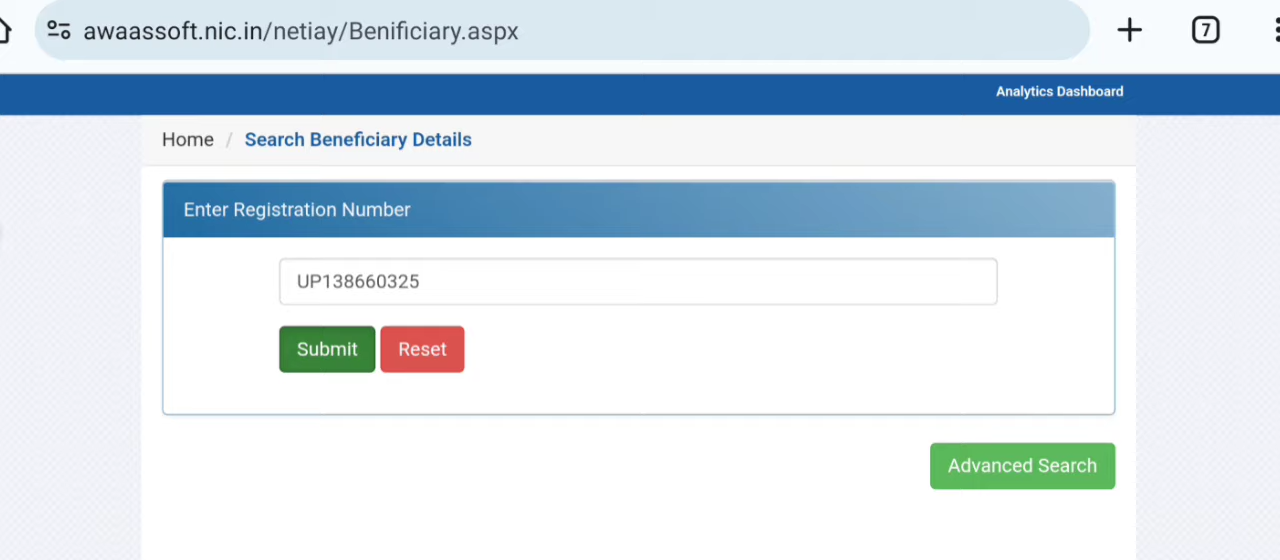 awaassoft.nic.in/netiay/Benificiary.aspx
7
Analytics Dashboard
Home / Search Beneficiary Details
Enter Registration Number
UP138660325
Submit Reset
Advanced Search